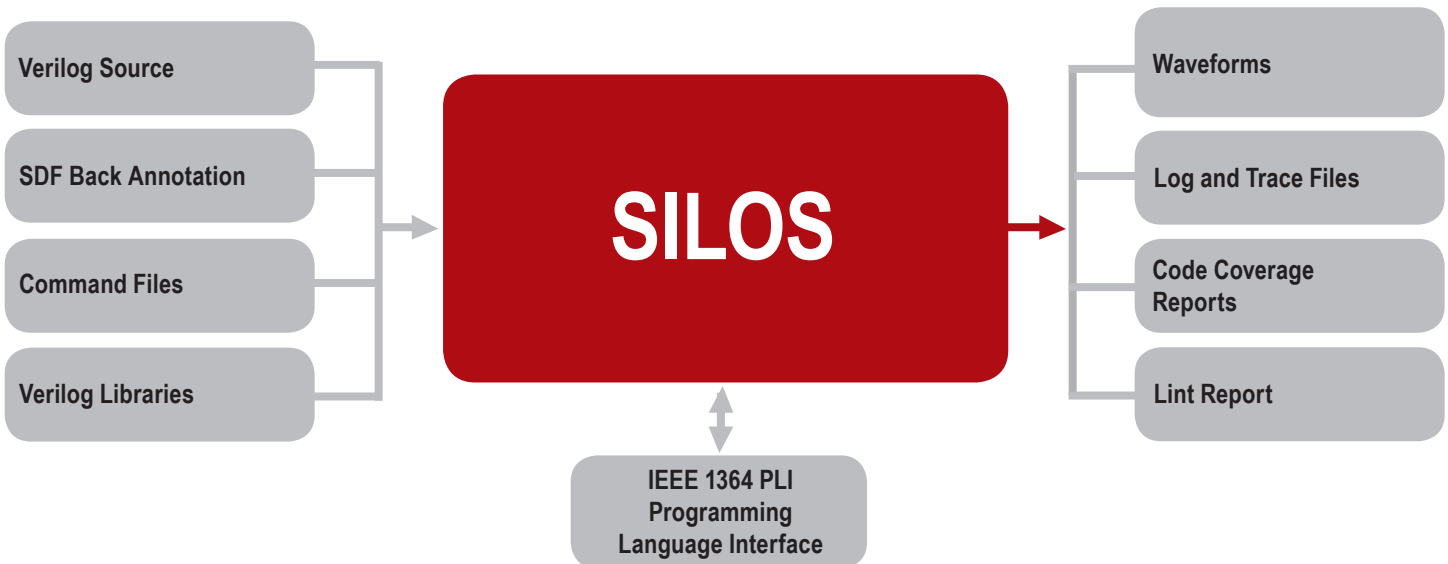 Verilog Source
SDF Back Annotation
Command Files
Verilog Libraries
SILOS
IEEE 1364 PLI
Programming
Language Interface
Waveforms
Log and Trace Files
Code Coverage
Reports
Lint Report